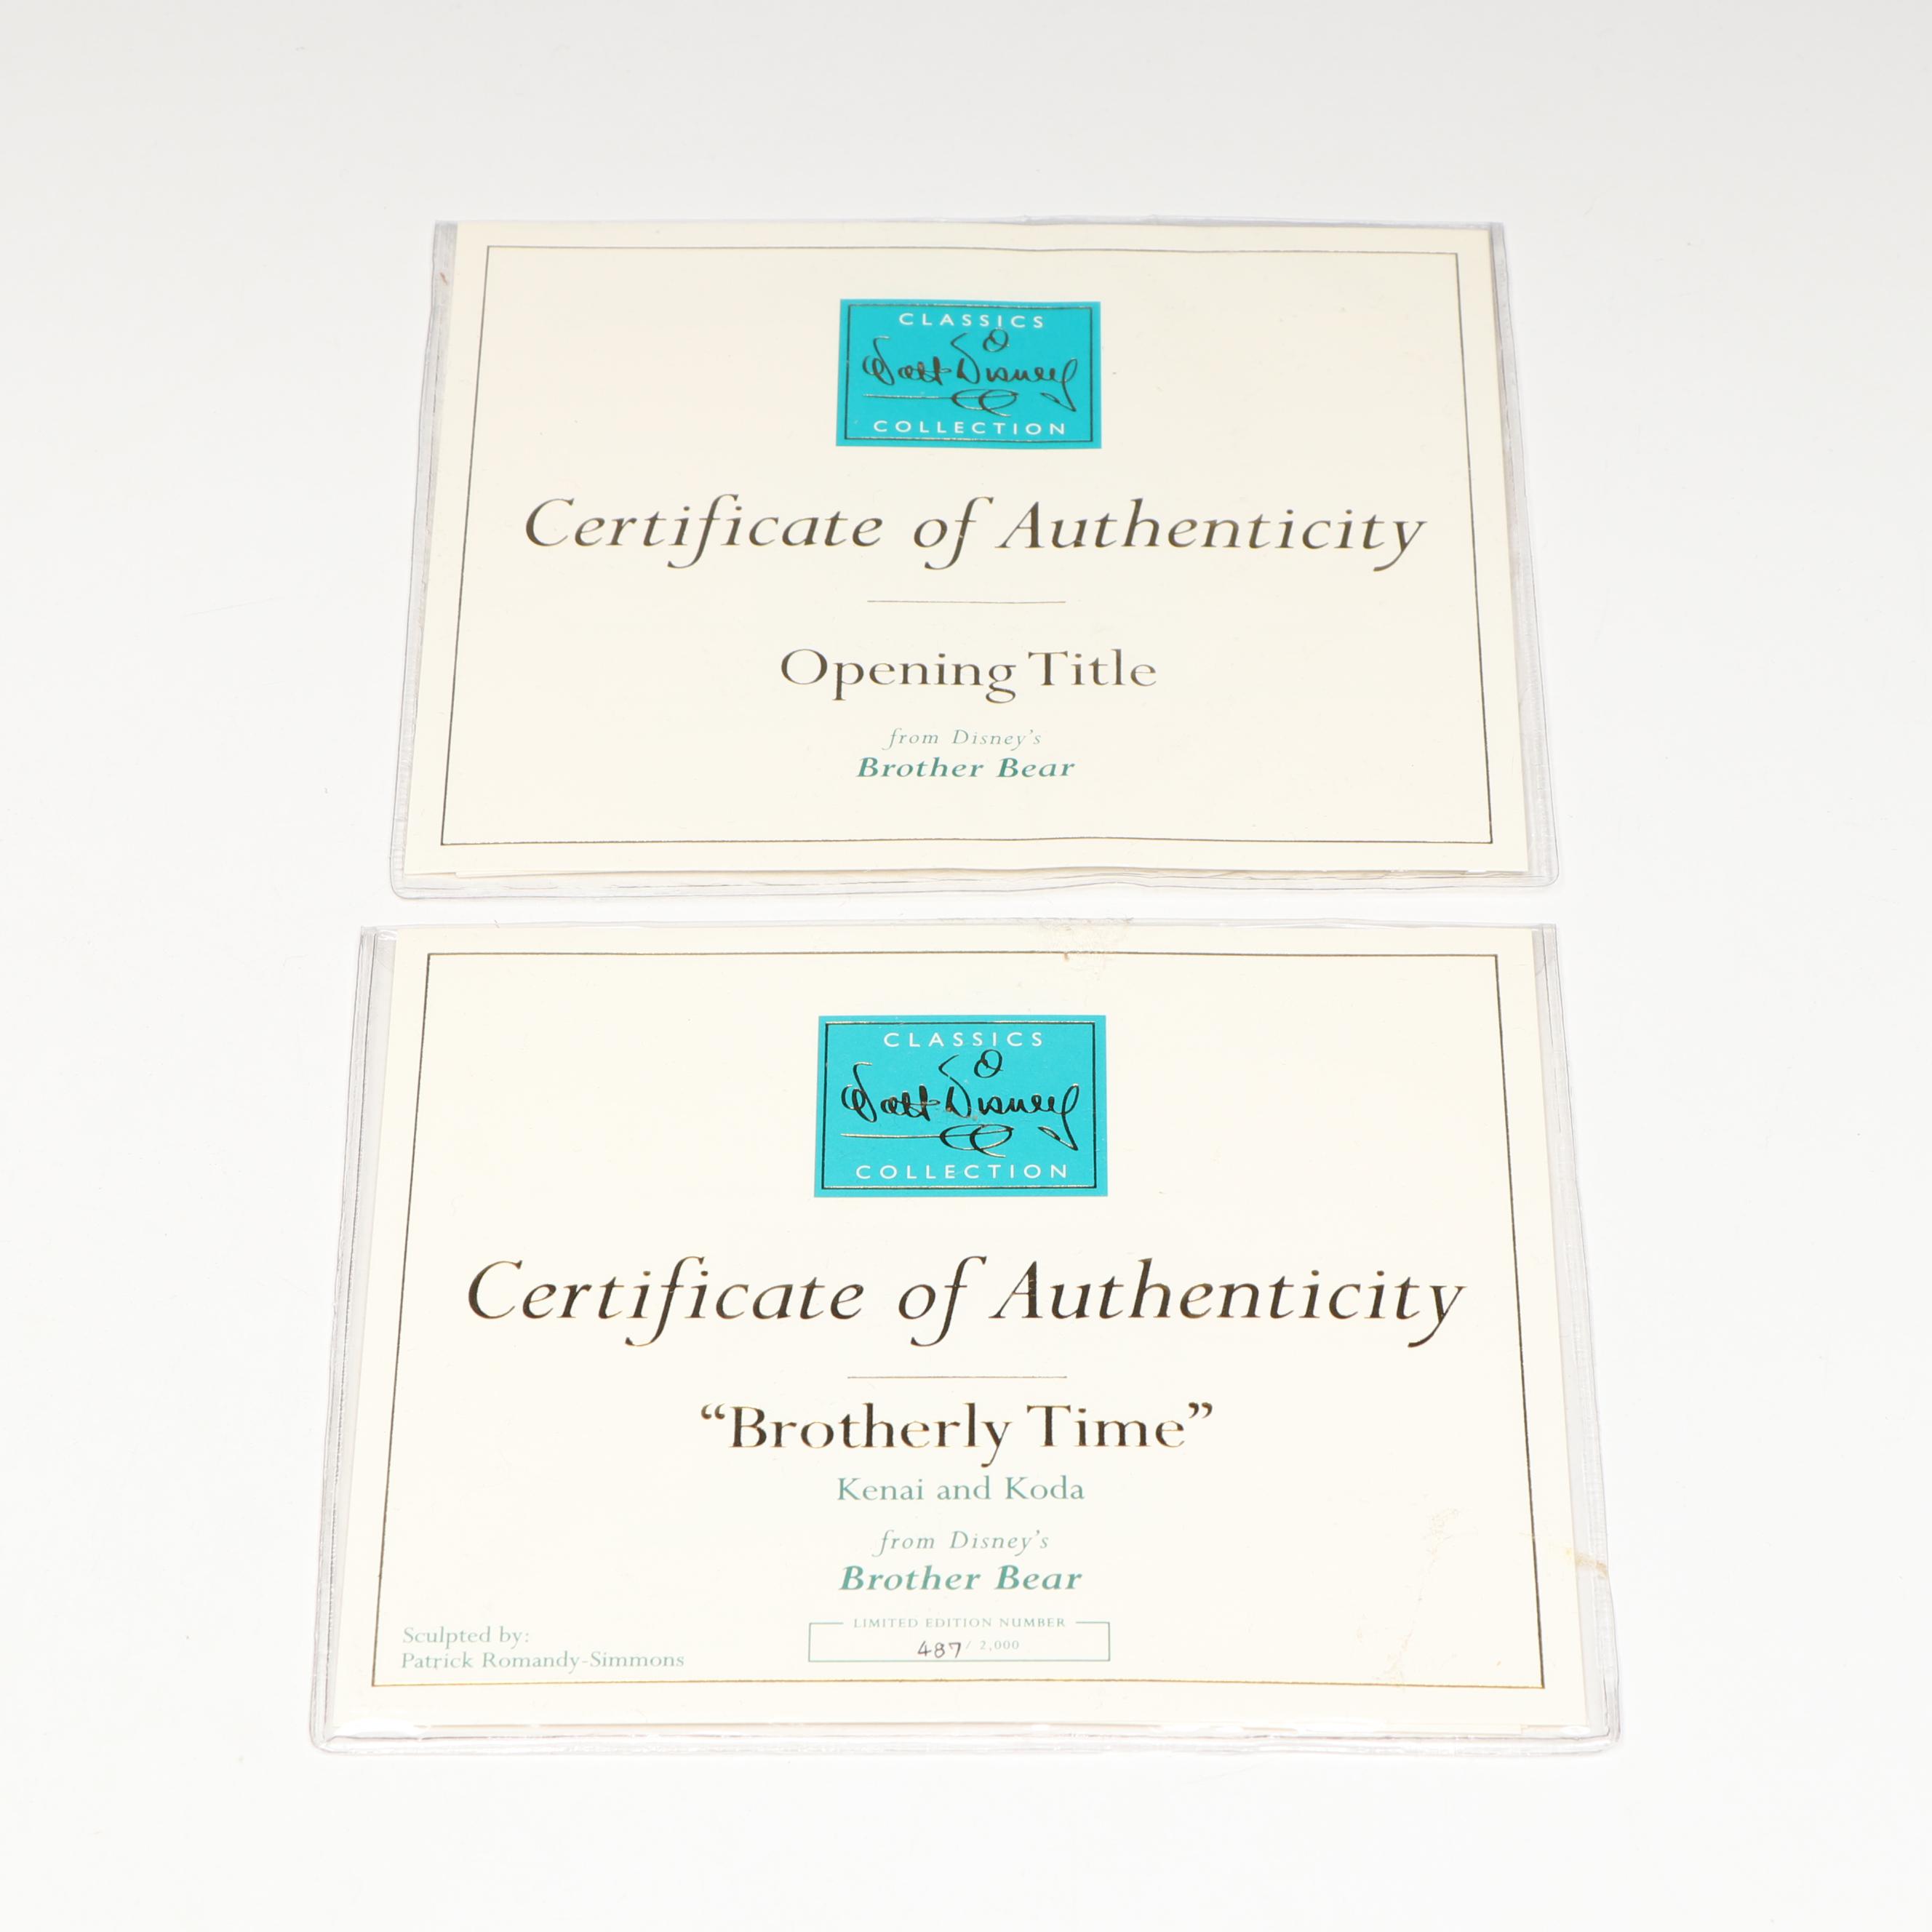 CLASSICS
Walt Disney
COLLECTION
Certificate of Authenticity
Opening Title
from Disney's
Brother Bear
CLASSICS
Walt Disney
COLLECTION
Certificate of Authenticity
“Brotherly Time”
Kenai and Koda
from Disney's
Brother Bear
LIMITED EDITION NUMBER
487 / 2,000
Sculpted by:
Patrick Romandy-Simmons